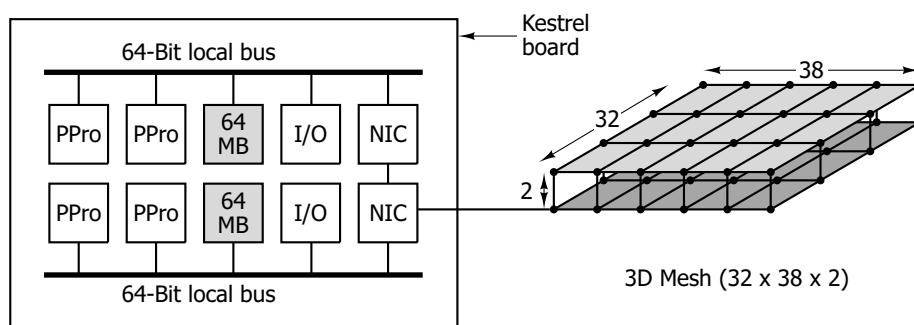 Kestrel
board
64-Bit local bus
PPro
PPro
64
MB
I/O
NIC
PPro
PPro
64
MB
I/O
NIC
64-Bit local bus
38
32
2
3D Mesh (32 x 38 x 2)